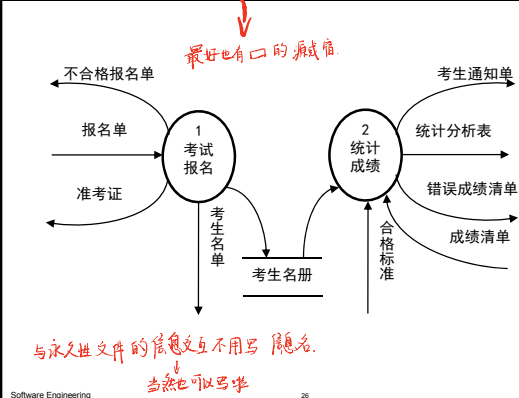 最好也有口的源或宿.
不合格报名单
考生通知单
报名单
1
考试
报名
2
统计
成绩
统计分析表
准考证
错误成绩清单
考生名单
合格标准
成绩清单
考生名册
与永久性文件的信息交互不用写
当然也可以写
Software Engineering
26